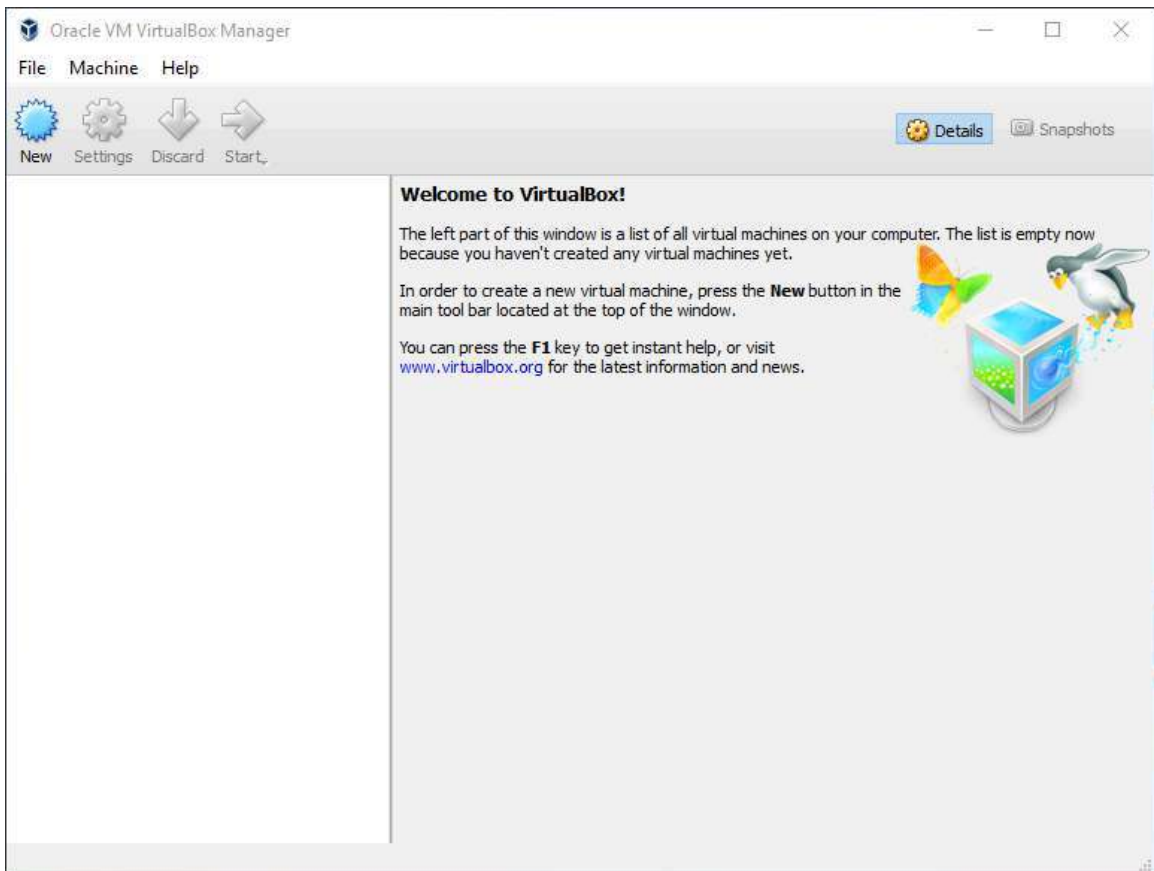 Oracle VM VirtualBox Manager
File Machine Help
New Settings Discard Start
Details Snapshots
Welcome to VirtualBox!
The left part of this window is a list of all virtual machines on your computer. The list is empty now
because you haven't created any virtual machines yet.
In order to create a new virtual machine, press the New button in the
main tool bar located at the top of the window.
You can press the F1 key to get instant help, or visit
www.virtualbox.org for the latest information and news.